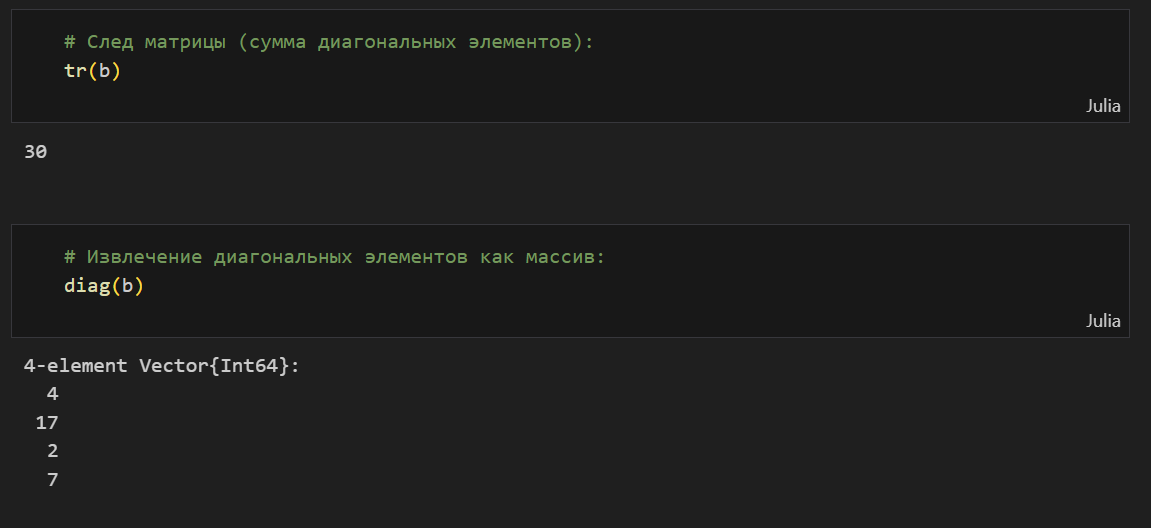 # След матрицы (сумма диагональных элементов):
tr(b)
Julia
30
# Извлечение диагональных элементов как массив:
diag(b)
Julia
4-element Vector{Int64}:
4
17
2
7